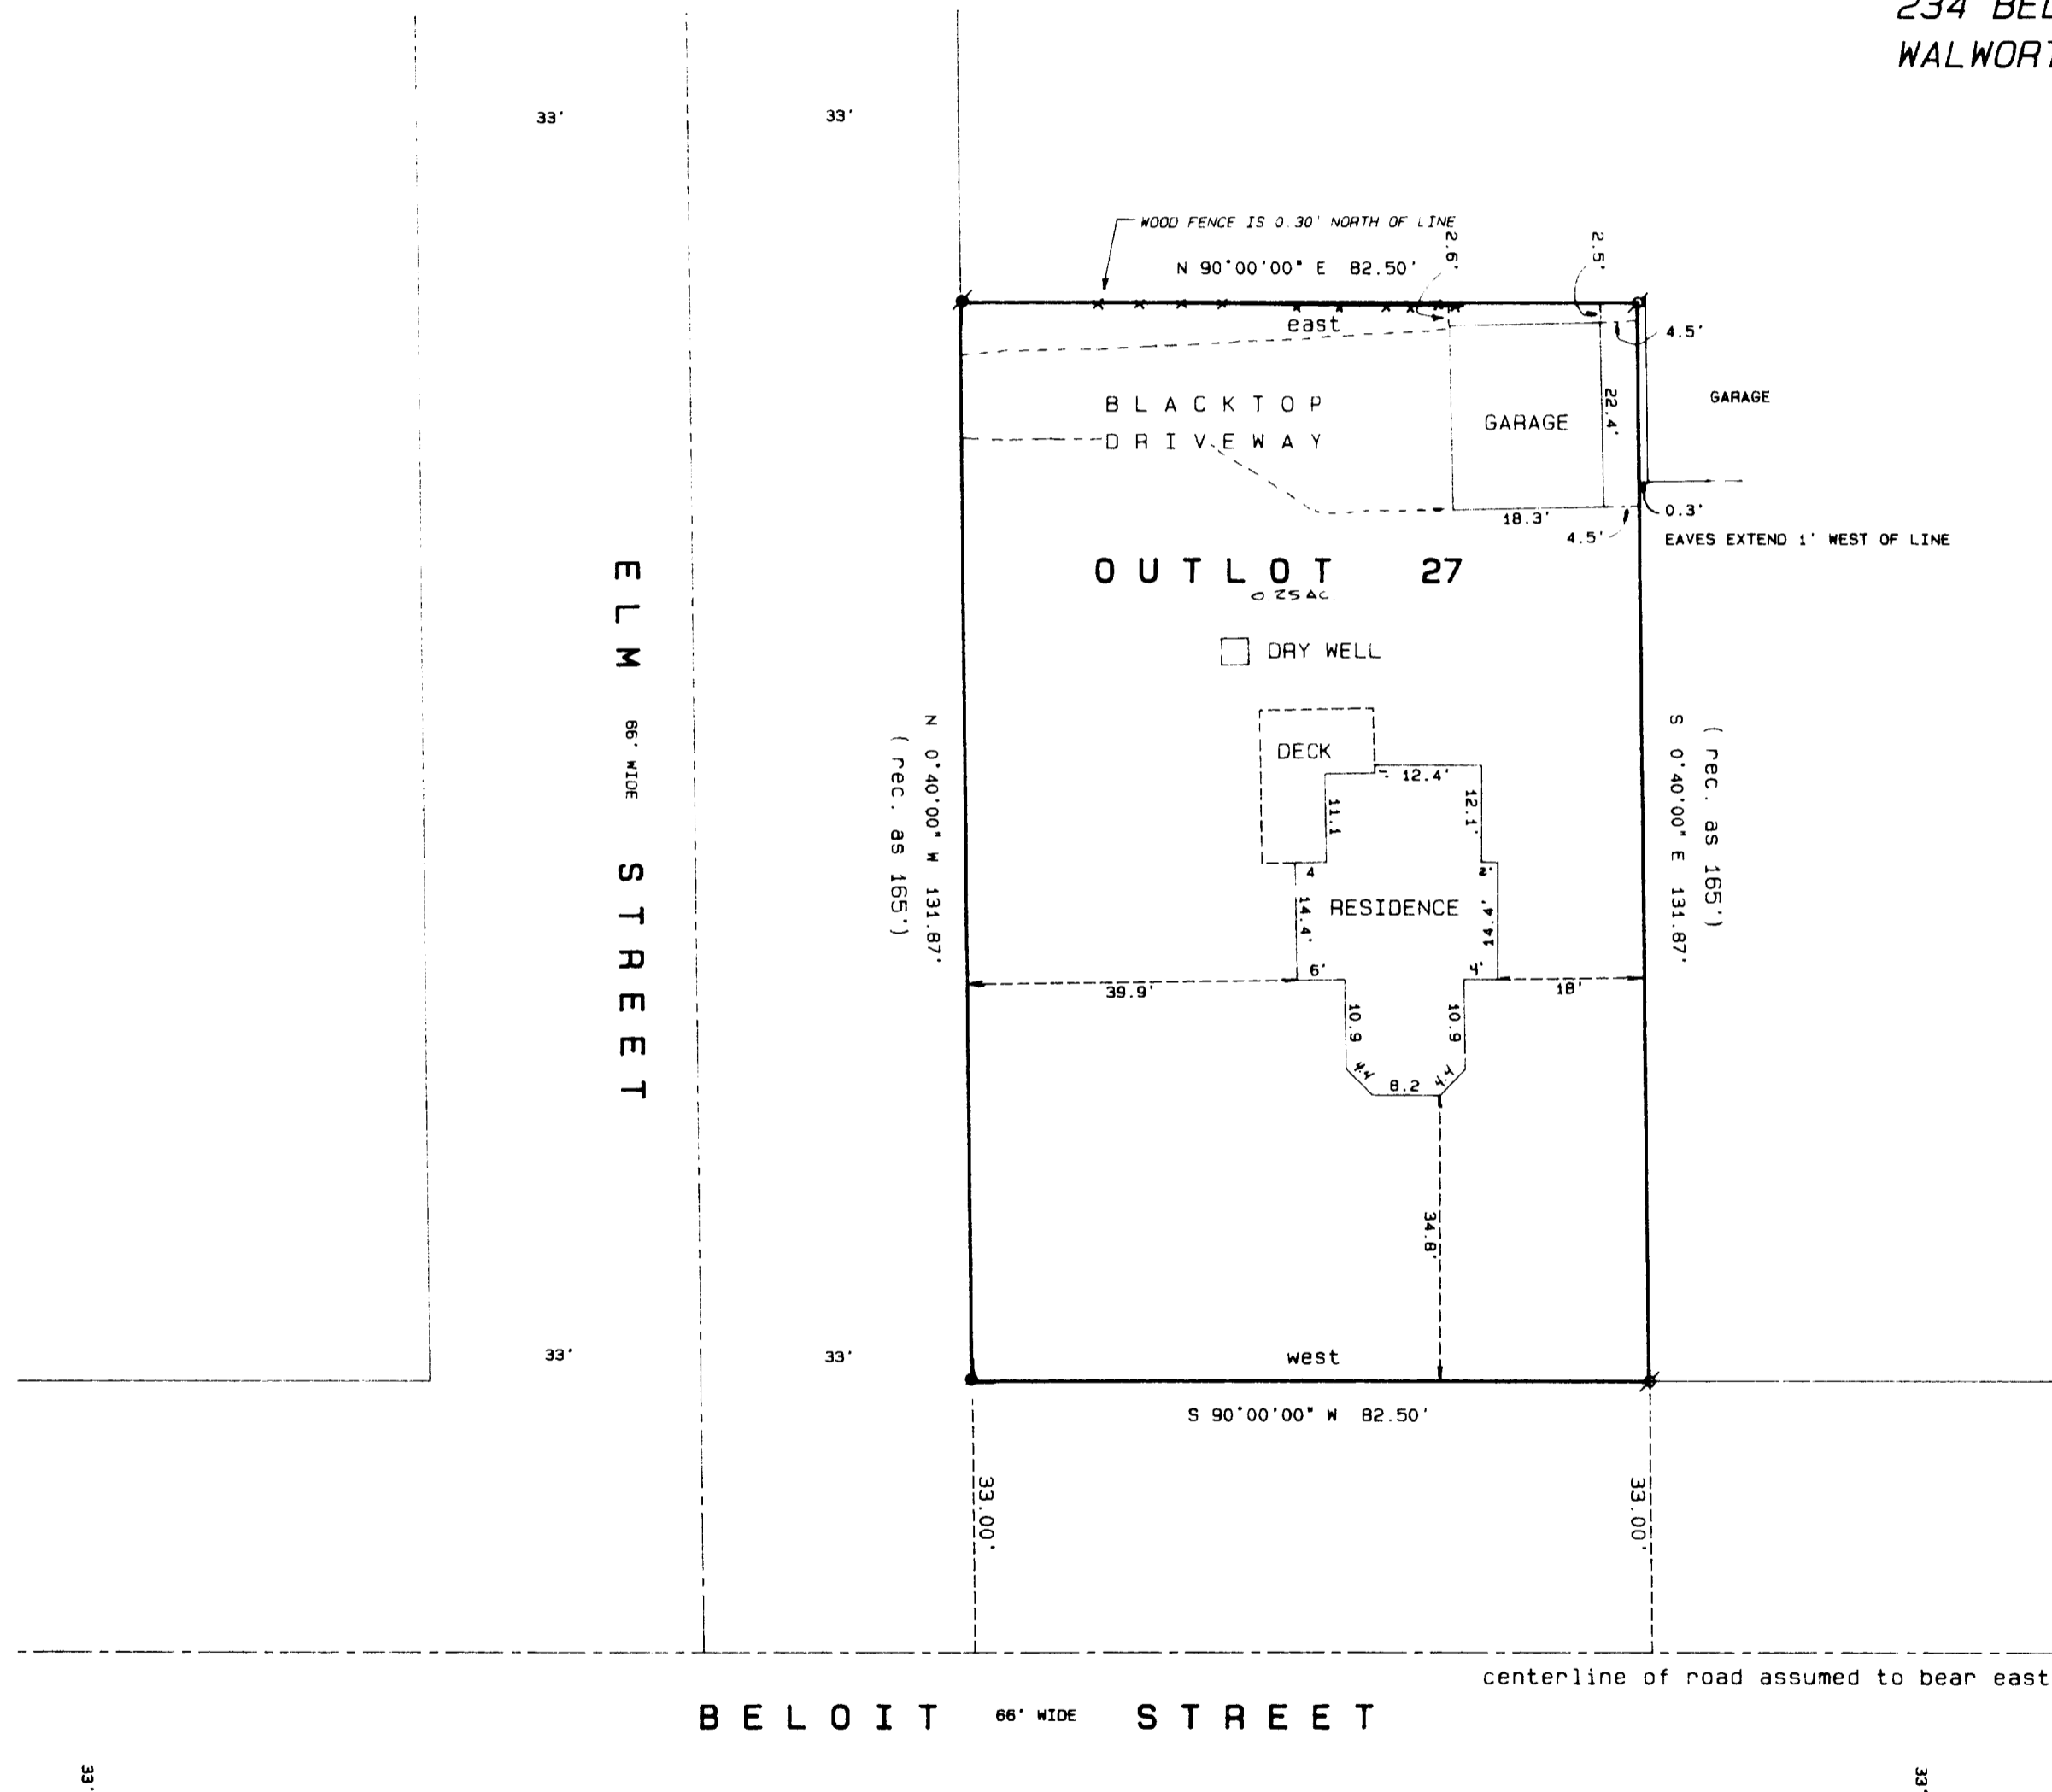 234 BEL
WALWORT
33'
33'
WOOD FENCE IS 0.30' NORTH OF LINE
N 90°00'00" E 82.50'
2.6'
2.5'
east
4.5'
BLACKTOP
DRIVEWAY
GARAGE
22.4'
GARAGE
18.3'
4.5'
0.3'
EAVES EXTEND 1' WEST OF LINE
OUTLOT 27
0.25 AC.
DRY WELL
ELM 66' WIDE STREET
N 0°40'00" W 131.87'
(rec. as 165')
S 0°40'00" E 131.87'
(rec. as 165')
DECK
12.4'
11.1
12.1'
4
2'
14.4'
RESIDENCE
14.4'
6'
4'
39.9'
18'
10.9
10.9
4.4
8.2
4.4
34.8'
33'
33'
west
S 90°00'00" W 82.50'
33.00'
33.00'
centerline of road assumed to bear east
BELOIT 66' WIDE STREET
33'
33'